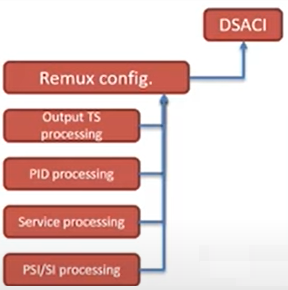 DSACI
Remux config.
Output TS
processing
PID processing
Service processing
PSI/SI processing